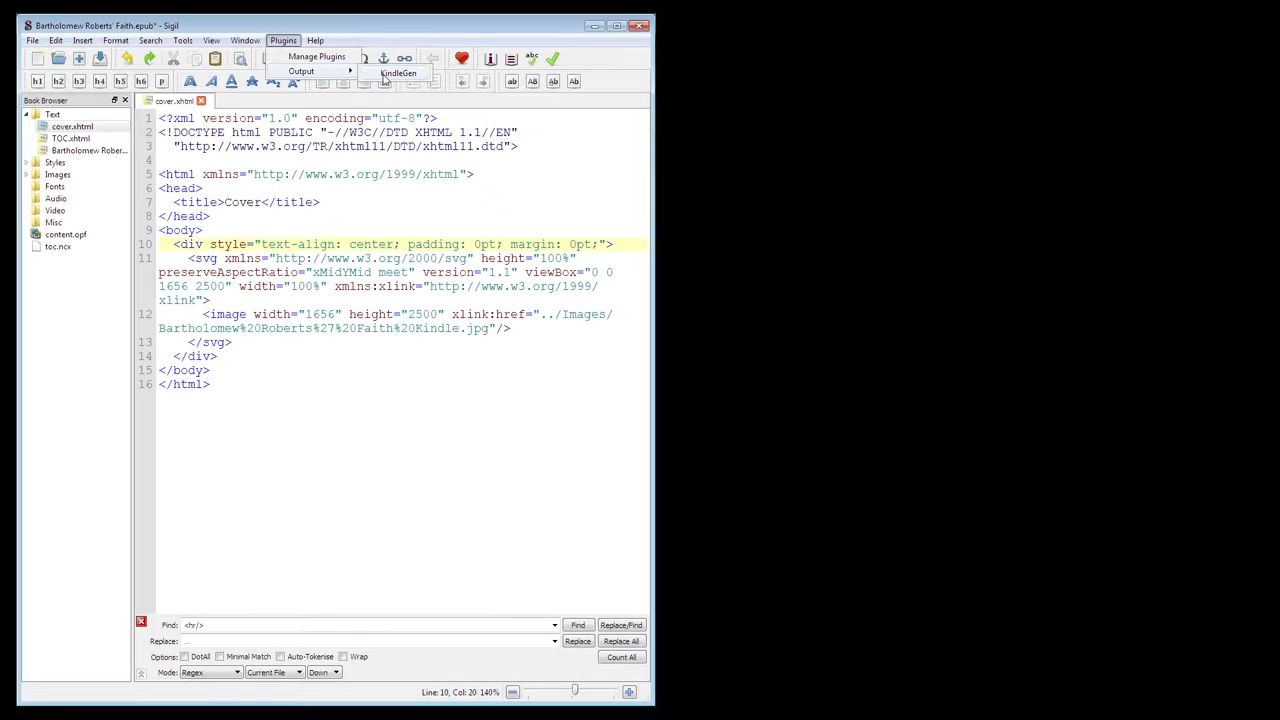 Bartholomew Roberts' Faith.epub* - Sigil
File Edit Insert Format Search Tools View Window Plugins Help
Manage Plugins
Output
KindleGen
h1 h2 h3 h4 h5 h6 p
Book Browser
cover.xhtml
Text
cover.xhtml
TOC.xhtml
Bartholomew Rober...
Styles
Images
Fonts
Audio
Video
Misc
content.opf
toc.ncx
1 <?xml version="1.0" encoding="utf-8"?>
2 <!DOCTYPE html PUBLIC "-//W3C//DTD XHTML 1.1//EN"
3 "http://www.w3.org/TR/xhtml11/DTD/xhtml11.dtd">
4
5 <html xmlns="http://www.w3.org/1999/xhtml">
6 <head>
7 <title>Cover</title>
8 </head>
9 <body>
10 <div style="text-align: center; padding: 0pt; margin: 0pt;">
11 <svg xmlns="http://www.w3.org/2000/svg" height="100%"
preserveAspectRatio="xMidYMid meet" version="1.1" viewBox="0 0
1656 2500" width="100%" xmlns:xlink="http://www.w3.org/1999/
xlink">
12 <image width="1656" height="2500" xlink:href="../Images/
Bartholomew%20Roberts%27%20Faith%20Kindle.jpg"/>
13 </svg>
14 </div>
15 </body>
16 </html>
Find: <hr/> Find Replace/Find
Replace: ... Replace Replace All
Options: DotAll Minimal Match Auto-Tokenise Wrap Count All
Mode: Regex Current File Down
Line: 10, Col: 20 140%